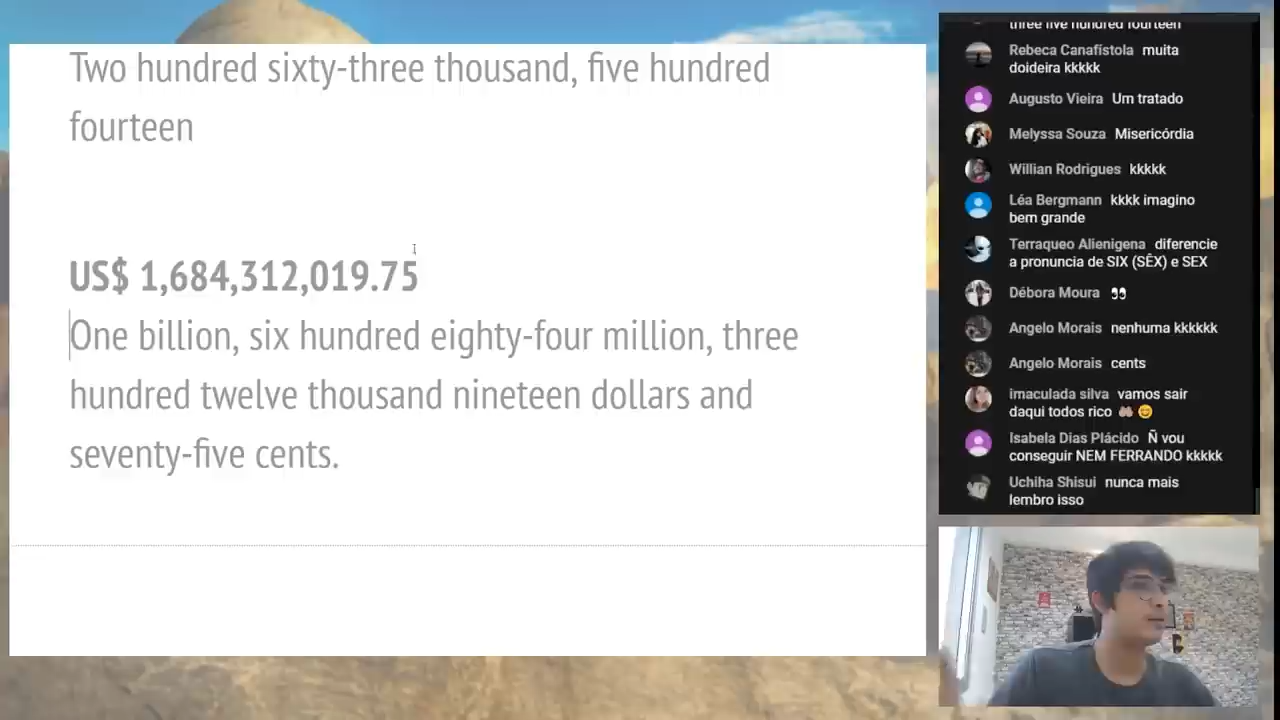 Two hundred sixty-three thousand, five hundred
fourteen
US$ 1,684,312,019.75
One billion, six hundred eighty-four million, three
hundred twelve thousand nineteen dollars and
seventy-five cents.
three five hundred fourteen
Rebeca Canafístola muita
doideira kkkkk
Augusto Vieira Um tratado
Melyssa Souza Misericórdia
Willian Rodrigues kkkkk
Léa Bergmann kkkk imagino
bem grande
Terraqueo Alienigena diferencie
a pronuncia de SIX (SÊX) e SEX
Débora Moura 👀
Angelo Morais nenhuma kkkkkk
Angelo Morais cents
imaculada silva vamos sair
daqui todos rico 🤲🏽 😊
Isabela Dias Plácido Ñ vou
conseguir NEM FERRANDO kkkkk
Uchiha Shisui nunca mais
lembro isso